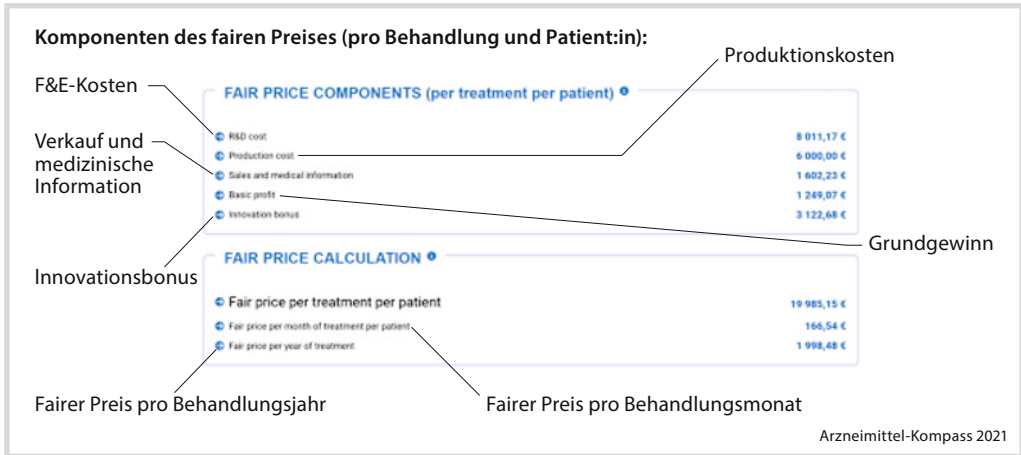 Komponenten des fairen Preises (pro Behandlung und Patient:in):
Produktionskosten
F&E-Kosten
FAIR PRICE COMPONENTS (per treatment per patient)
R&D cost 8 011,17 €
Verkauf und
medizinische
Information
Production cost 6 000,00 €
Sales and medical information 1 602,23 €
Basic profit 1 249,07 €
Innovation bonus 3 122,68 €
Grundgewinn
Innovationsbonus
FAIR PRICE CALCULATION
Fair price per treatment per patient 19 985,15 €
Fair price per month of treatment per patient 166,54 €
Fair price per year of treatment 1 998,48 €
Fairer Preis pro Behandlungsjahr
Fairer Preis pro Behandlungsmonat
Arzneimittel-Kompass 2021